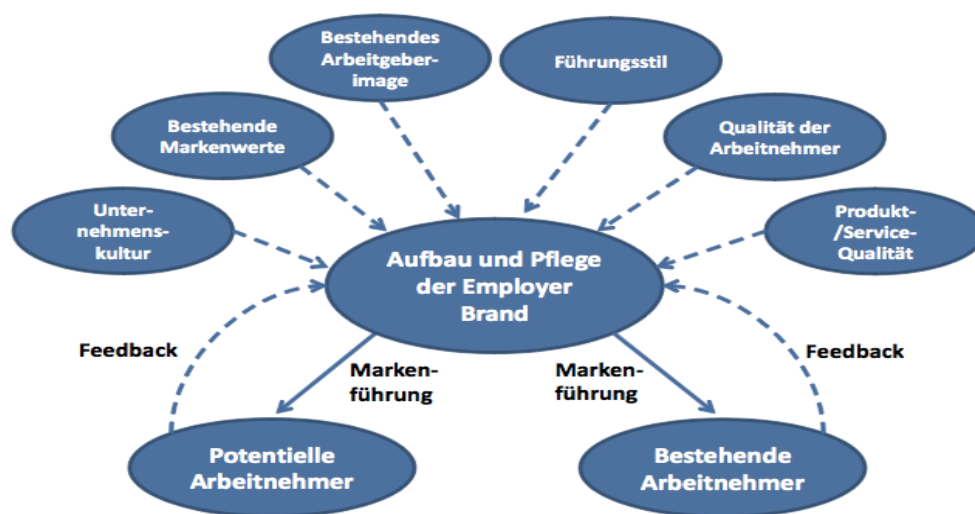 Bestehendes
Arbeitgeber-
image
Führungsstil
Bestehende
Markenwerte
Qualität der
Arbeitnehmer
Unter-
nehmens-
kultur
Produkt-
/Service-
Qualität
Aufbau und Pflege
der Employer
Brand
Feedback
Marken-
führung
Marken-
führung
Feedback
Potentielle
Arbeitnehmer
Bestehende
Arbeitnehmer